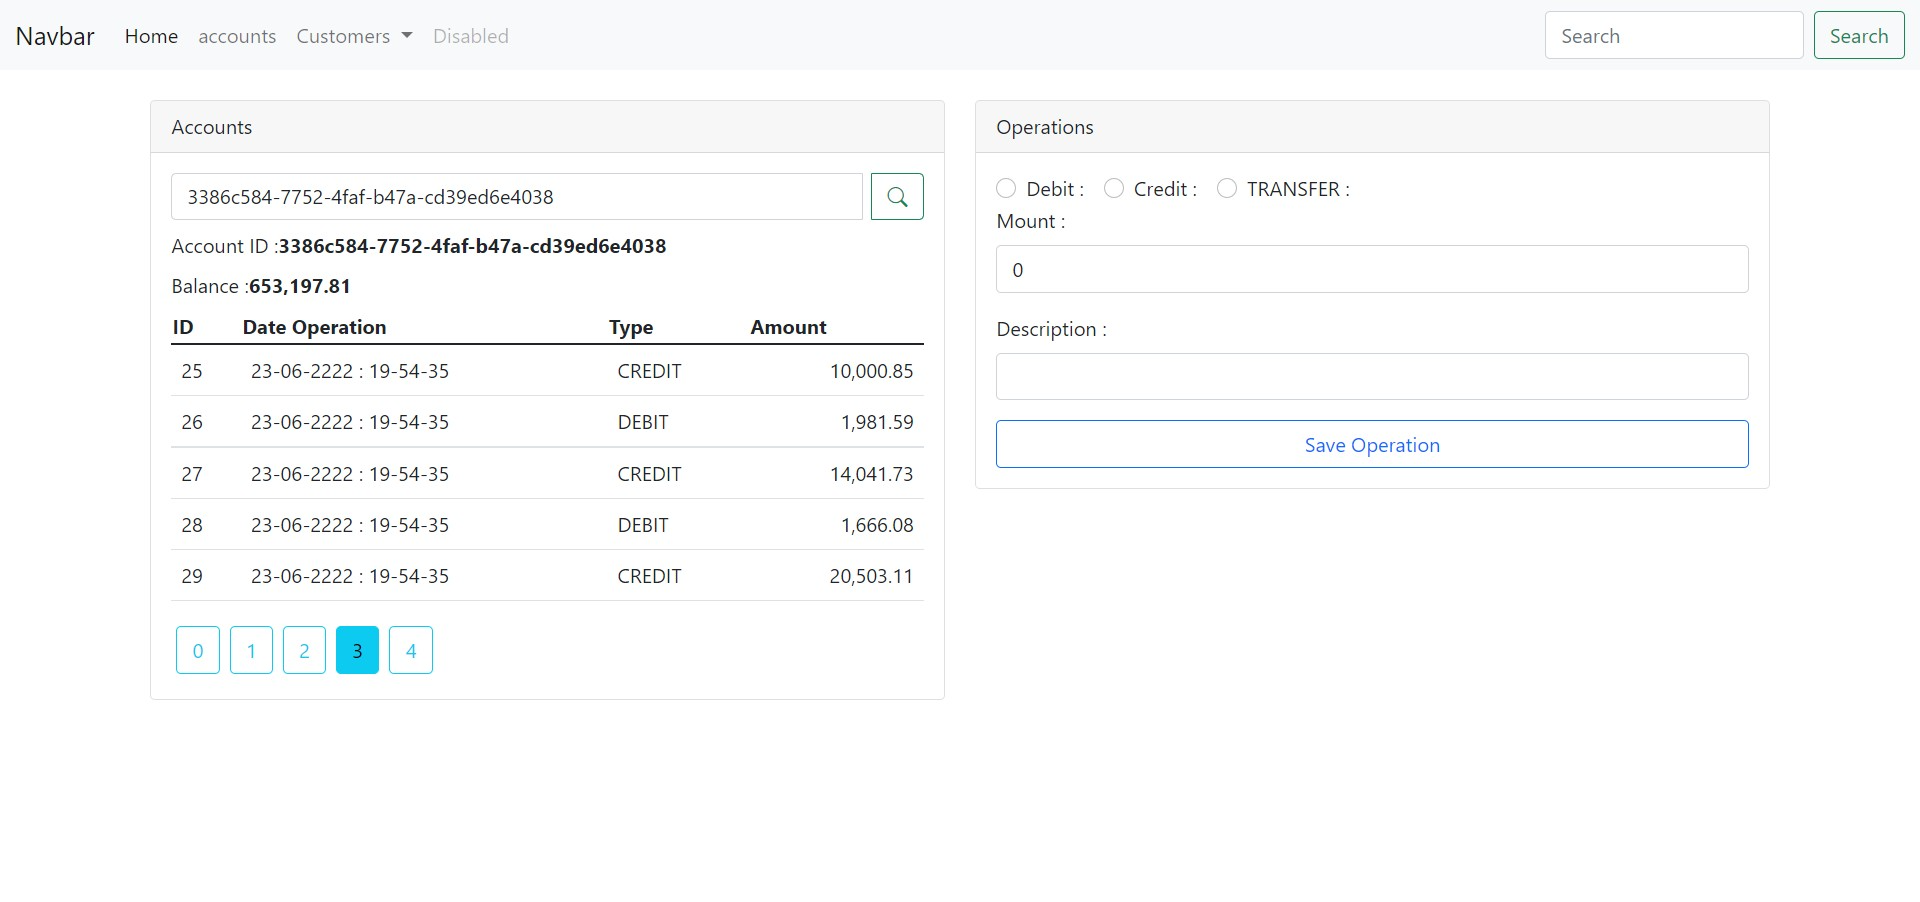 Navbar Home accounts Customers Disabled Search Search
Accounts
3386c584-7752-4faf-b47a-cd39ed6e4038
Account ID :3386c584-7752-4faf-b47a-cd39ed6e4038
Balance :653,197.81
ID Date Operation Type Amount
25 23-06-2222 : 19-54-35 CREDIT 10,000.85
26 23-06-2222 : 19-54-35 DEBIT 1,981.59
27 23-06-2222 : 19-54-35 CREDIT 14,041.73
28 23-06-2222 : 19-54-35 DEBIT 1,666.08
29 23-06-2222 : 19-54-35 CREDIT 20,503.11
0 1 2 3 4
Operations
Debit : Credit : TRANSFER :
Mount :
0
Description :
Save Operation